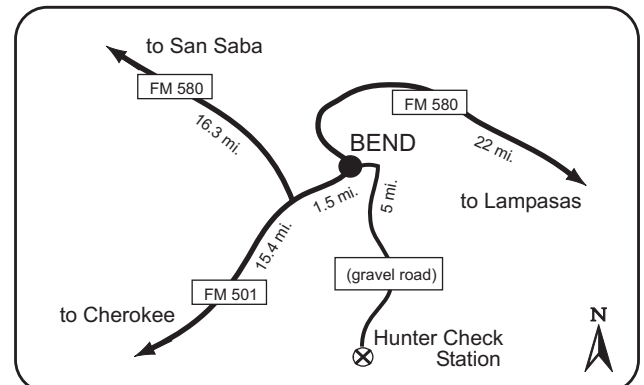 to San Saba
FM 580
16.3 mi.
FM 580
22 mi.
BEND
to Lampasas
1.5 mi.
5 mi.
15.4 mi.
(gravel road)
FM 501
to Cherokee
N
Hunter Check
Station